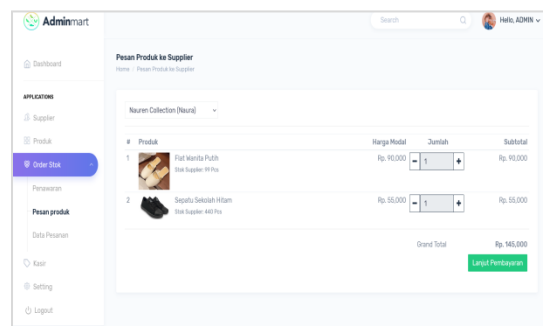 Adminmart
Search
Hello, ADMIN
Dashboard
APPLICATIONS
Supplier
Produk
Order Stok
Penawaran
Pesan produk
Data Pesanan
Kasir
Setting
Logout
Pesan Produk ke Supplier
Home / Pesan Produk ke Supplier
Nauren Collection (Naura)
# Produk Harga Modal Jumlah Subtotal
1 Flat Wanita Putih Rp. 90,000 - 1 + Rp. 90,000
Stok Supplier: 99 Pcs
2 Sepatu Sekolah Hitam Rp. 55,000 - 1 + Rp. 55,000
Stok Supplier: 440 Pcs
Grand Total Rp. 145,000
Lanjut Pembayaran